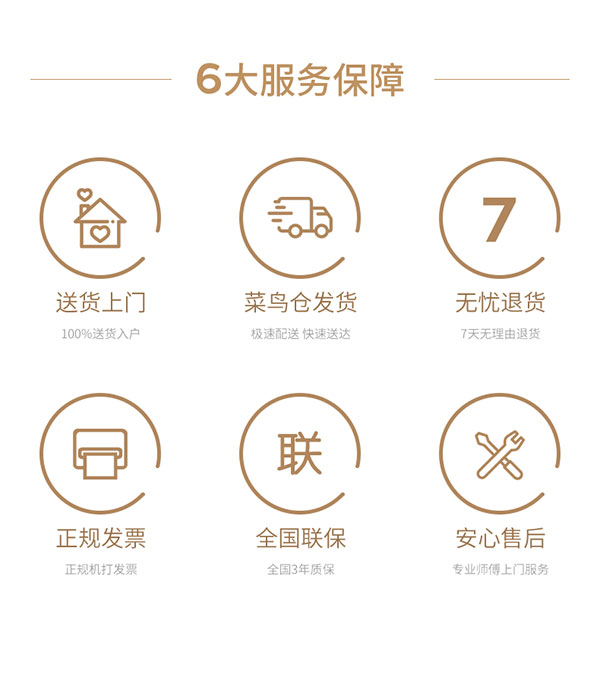 6大服务保障
7
送货上门
菜鸟仓发货
无忧退货
100%送货入户
极速配送 快速送达
7天无理由退货
联
正规发票
全国联保
安心售后
正规机打发票
全国3年质保
专业师傅上门服务